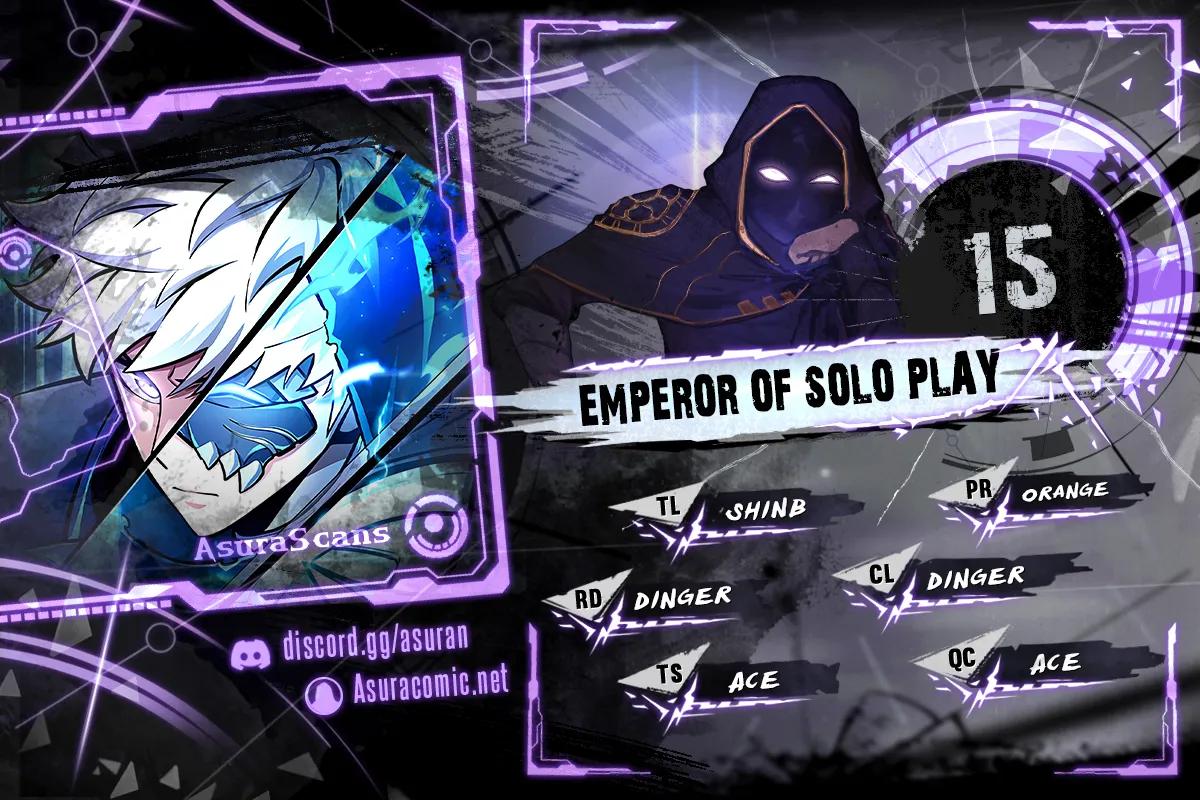 15
EMPEROR OF SOLO PLAY
TL SHINB
PR ORANGE
RD DINGER
CL DINGER
TS ACE
QC ACE
AsuraScans
discord.gg/asuran
Asuracomic.net